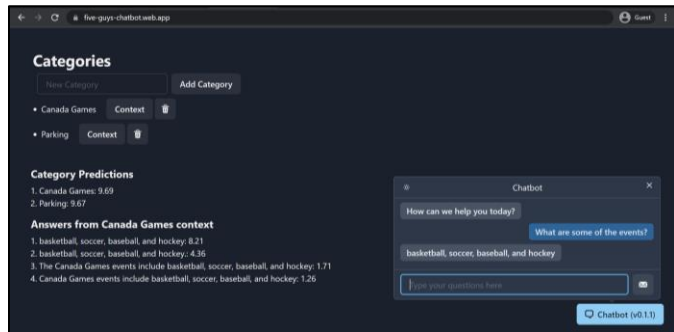 five-guys-chatbot.web.app
Guest
Categories
New Category
Add Category
• Canada Games Context
• Parking Context
Category Predictions
1. Canada Games: 9.69
2. Parking: 9.67
Answers from Canada Games context
1. basketball, soccer, baseball, and hockey: 8.21
2. basketball, soccer, baseball, and hockey.: 4.36
3. The Canada Games events include basketball, soccer, baseball, and hockey: 1.71
4. Canada Games events include basketball, soccer, baseball, and hockey: 1.26
Chatbot
How can we help you today?
What are some of the events?
basketball, soccer, baseball, and hockey
Type your questions here
Chatbot (v0.1.1)